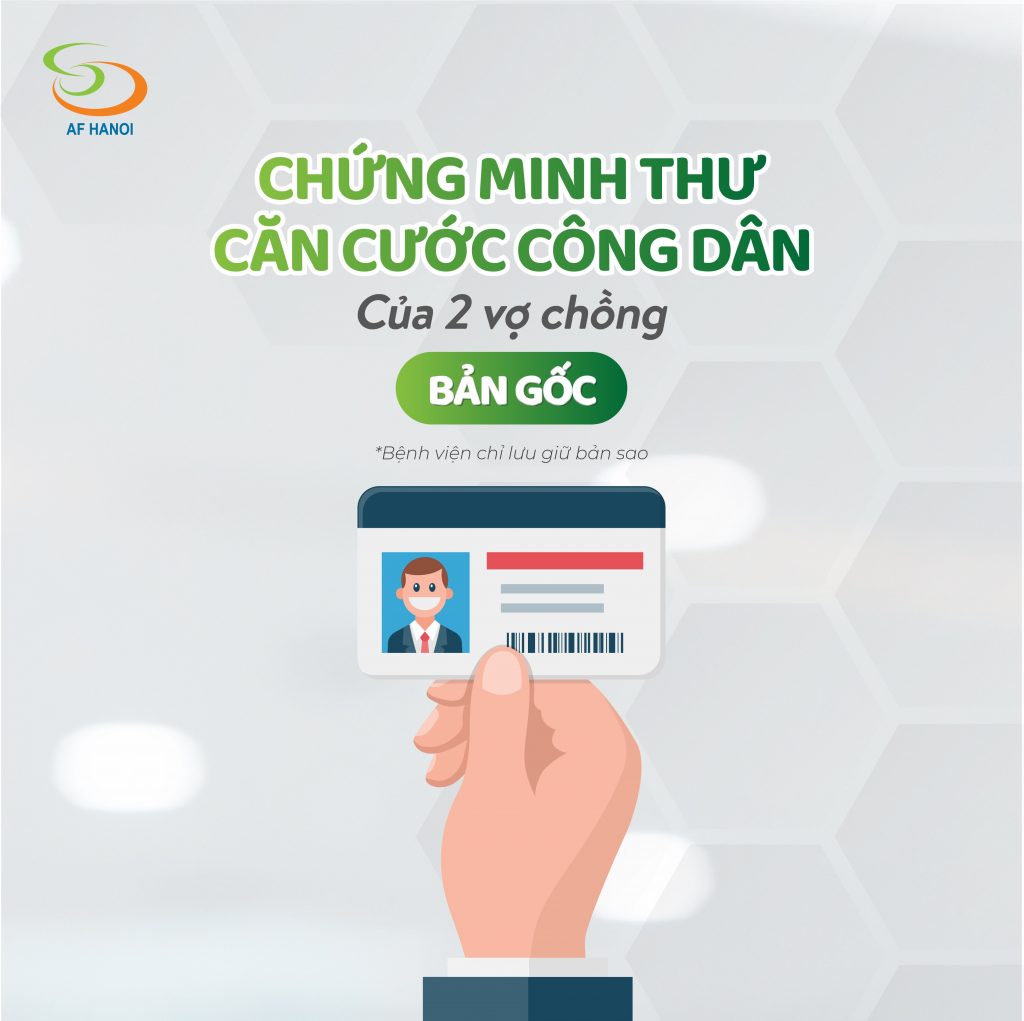 AF HANOI
CHỨNG MINH THƯ
CĂN CƯỚC CÔNG DÂN
Của 2 vợ chồng
BẢN GỐC
*Bệnh viện chỉ lưu giữ bản sao